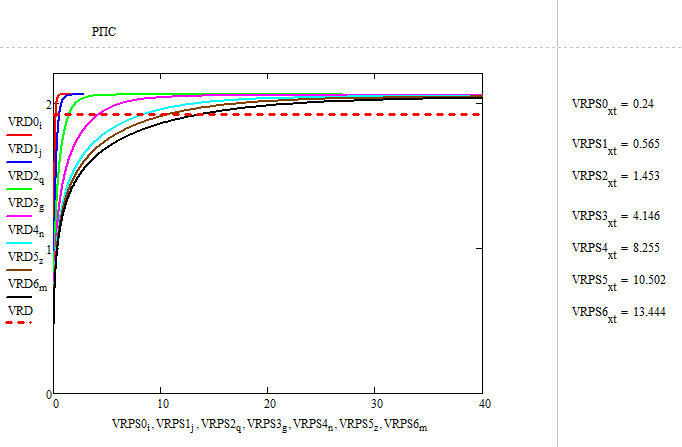 РПС
2
1
0
VRD0i
VRD1j
VRD2q
VRD3g
VRD4n
VRD5z
VRD6m
VRD
0 10 20 30 40
VRPS0i , VRPS1j , VRPS2q , VRPS3g , VRPS4n , VRPS5z , VRPS6m
VRPS0xt = 0.24
VRPS1xt = 0.565
VRPS2xt = 1.453
VRPS3xt = 4.146
VRPS4xt = 8.255
VRPS5xt = 10.502
VRPS6xt = 13.444